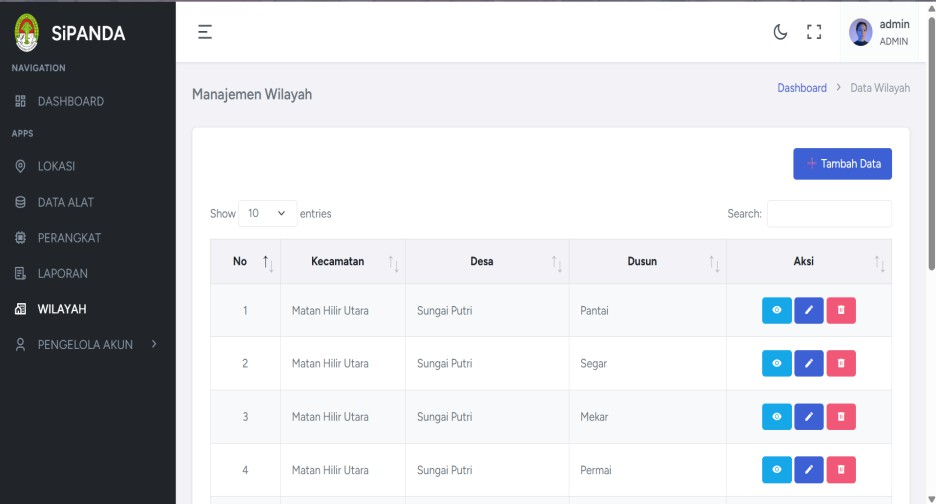 SiPANDA
NAVIGATION
DASHBOARD
APPS
LOKASI
DATA ALAT
PERANGKAT
LAPORAN
WILAYAH
PENGELOLA AKUN
admin
ADMIN
Manajemen Wilayah
Dashboard > Data Wilayah
+ Tambah Data
Show 10 entries
Search:
No Kecamatan Desa Dusun Aksi
1 Matan Hilir Utara Sungai Putri Pantai
2 Matan Hilir Utara Sungai Putri Segar
3 Matan Hilir Utara Sungai Putri Mekar
4 Matan Hilir Utara Sungai Putri Permai